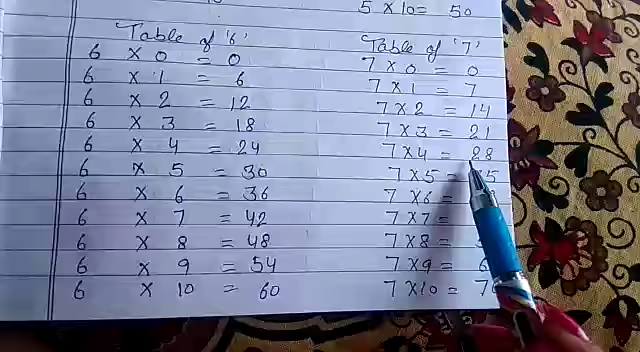 5 x 10 = 50
Table of '6'
6 x 0 = 0
6 x 1 = 6
6 x 2 = 12
6 x 3 = 18
6 x 4 = 24
6 x 5 = 30
6 x 6 = 36
6 x 7 = 42
6 x 8 = 48
6 x 9 = 54
6 x 10 = 60
Table of '7'
7 x 0 = 0
7 x 1 = 7
7 x 2 = 14
7 x 3 = 21
7 x 4 = 28
7 x 5 = 5
7 x 6 =
7 x 7 =
7 x 8 =
7 x 9 = 6
7 x 10 = 7